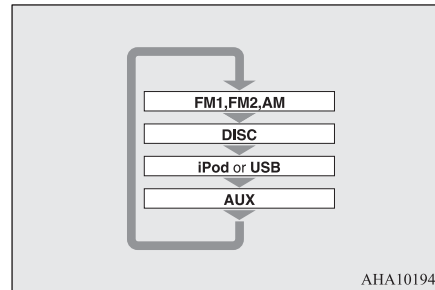 FM1,FM2,AM
DISC
iPod or USB
AUX
AHA10194